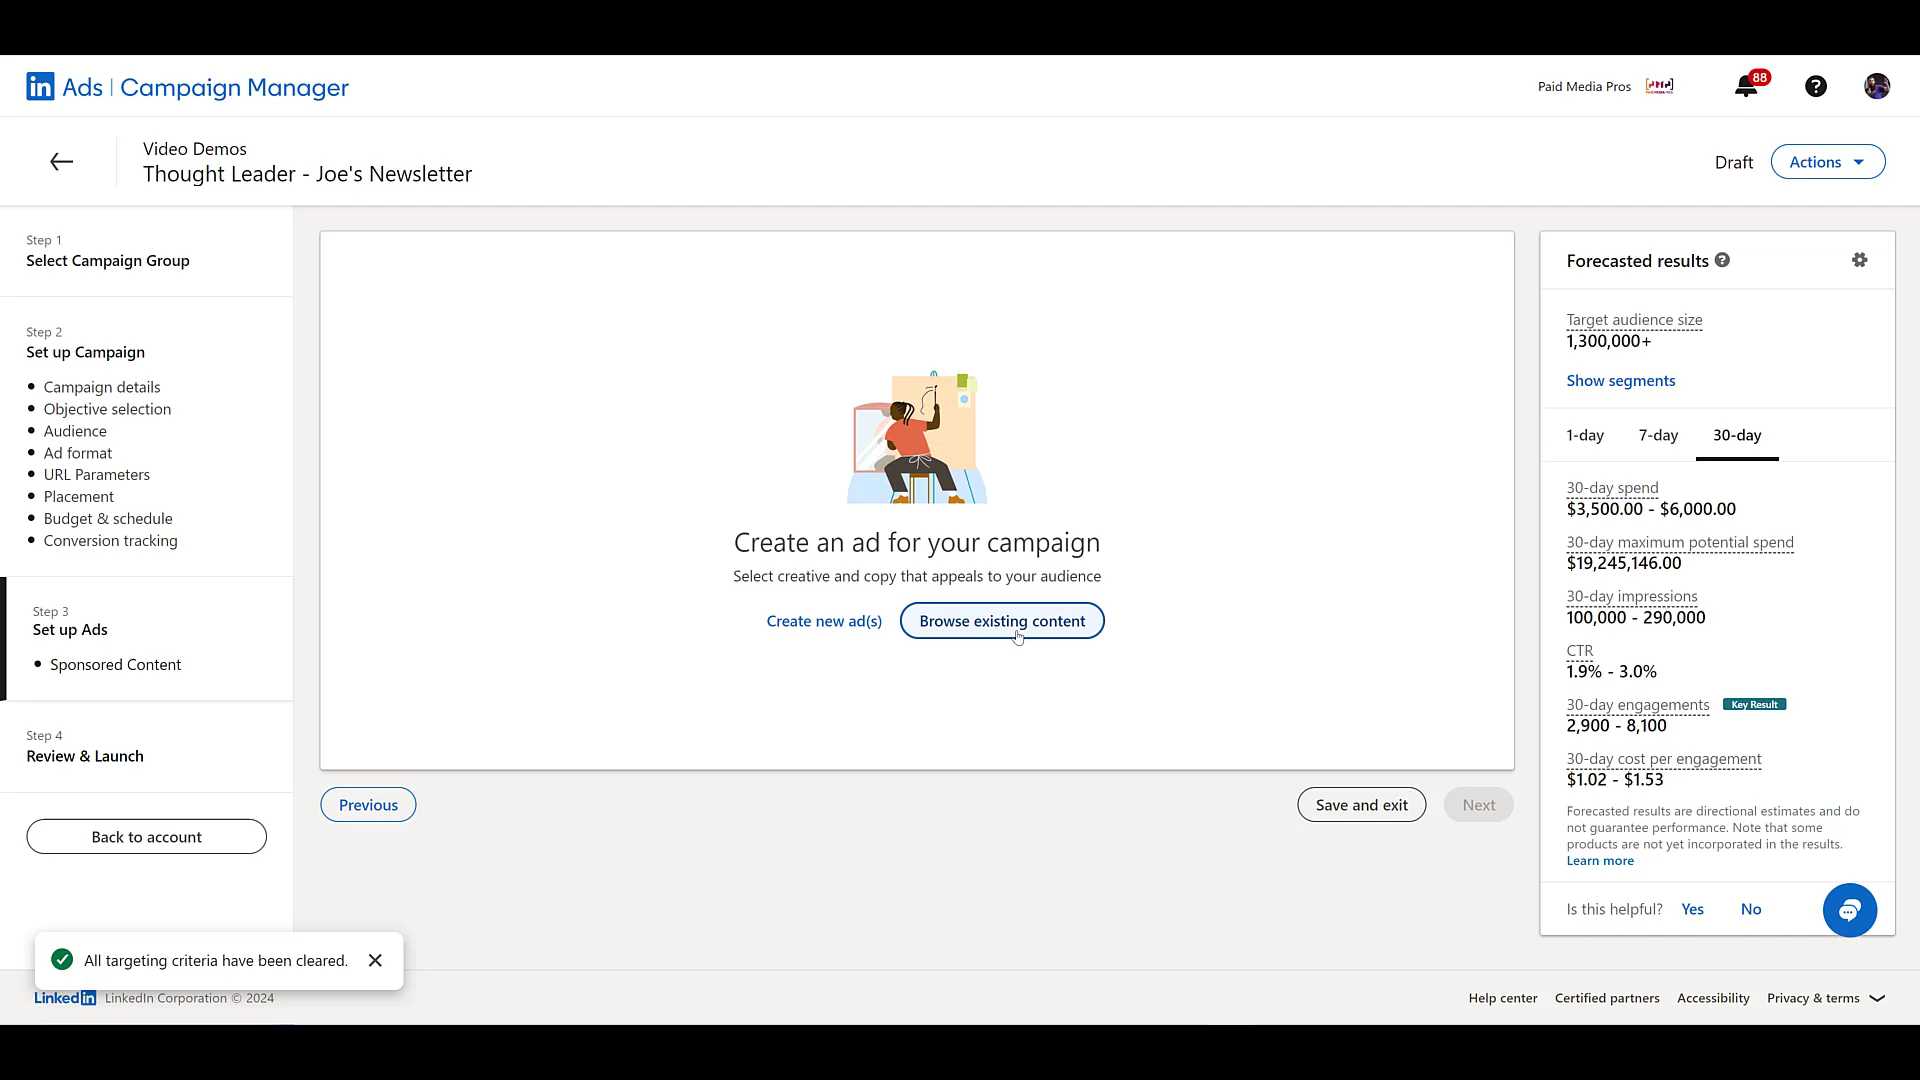 in Ads | Campaign Manager
Paid Media Pros
88
Video Demos
Thought Leader - Joe's Newsletter
Draft
Actions
Step 1
Select Campaign Group
Step 2
Set up Campaign
• Campaign details
• Objective selection
• Audience
• Ad format
• URL Parameters
• Placement
• Budget & schedule
• Conversion tracking
Step 3
Set up Ads
• Sponsored Content
Step 4
Review & Launch
Back to account
Create an ad for your campaign
Select creative and copy that appeals to your audience
Create new ad(s)
Browse existing content
Previous
Save and exit
Next
Forecasted results
Target audience size
1,300,000+
Show segments
1-day 7-day 30-day
30-day spend
$3,500.00 - $6,000.00
30-day maximum potential spend
$19,245,146.00
30-day impressions
100,000 - 290,000
CTR
1.9% - 3.0%
30-day engagements Key Result
2,900 - 8,100
30-day cost per engagement
$1.02 - $1.53
Forecasted results are directional estimates and do
not guarantee performance. Note that some
products are not yet incorporated in the results.
Learn more
Is this helpful? Yes No
All targeting criteria have been cleared.
LinkedIn LinkedIn Corporation © 2024
Help center Certified partners Accessibility Privacy & terms